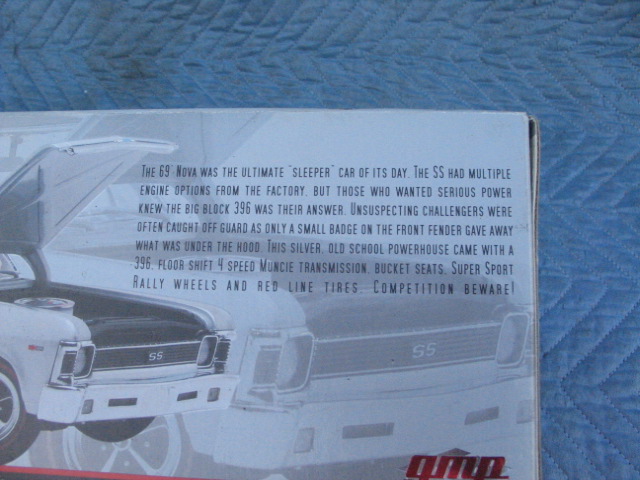 THE 69' NOVA WAS THE ULTIMATE "SLEEPER" CAR OF ITS DAY. THE SS HAD MULTIPLE
ENGINE OPTIONS FROM THE FACTORY, BUT THOSE WHO WANTED SERIOUS POWER
KNEW THE BIG BLOCK 396 WAS THEIR ANSWER. UNSUSPECTING CHALLENGERS WERE
OFTEN CAUGHT OFF GUARD AS ONLY A SMALL BADGE ON THE FRONT FENDER GAVE AWAY
WHAT WAS UNDER THE HOOD. THIS SILVER, OLD SCHOOL POWERHOUSE CAME WITH A
396, FLOOR SHIFT 4 SPEED MUNCIE TRANSMISSION, BUCKET SEATS, SUPER SPORT
RALLY WHEELS AND RED LINE TIRES. COMPETITION BEWARE!
SS
SS
gmp